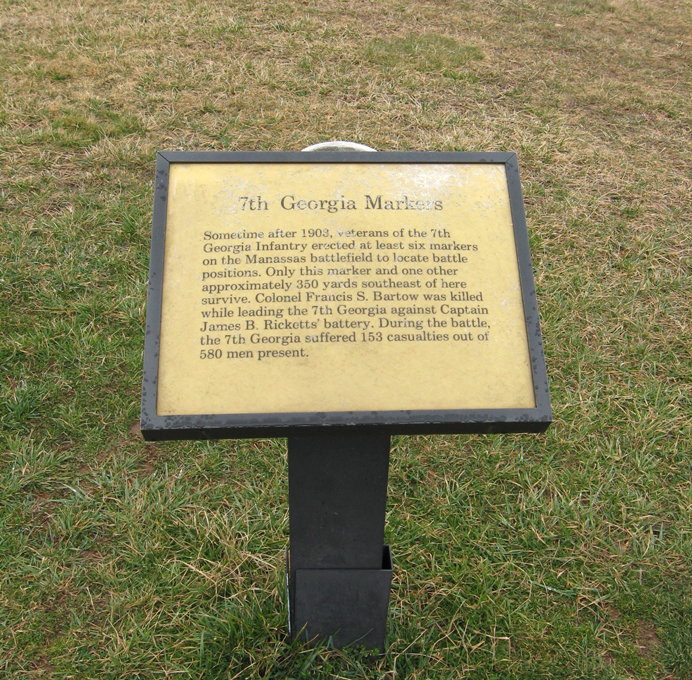 7th Georgia Markers
Sometime after 1903, veterans of the 7th
Georgia Infantry erected at least six markers
on the Manassas battlefield to locate battle
positions. Only this marker and one other
approximately 350 yards southeast of here
survive. Colonel Francis S. Bartow was killed
while leading the 7th Georgia against Captain
James B. Ricketts' battery. During the battle,
the 7th Georgia suffered 153 casualties out of
580 men present.